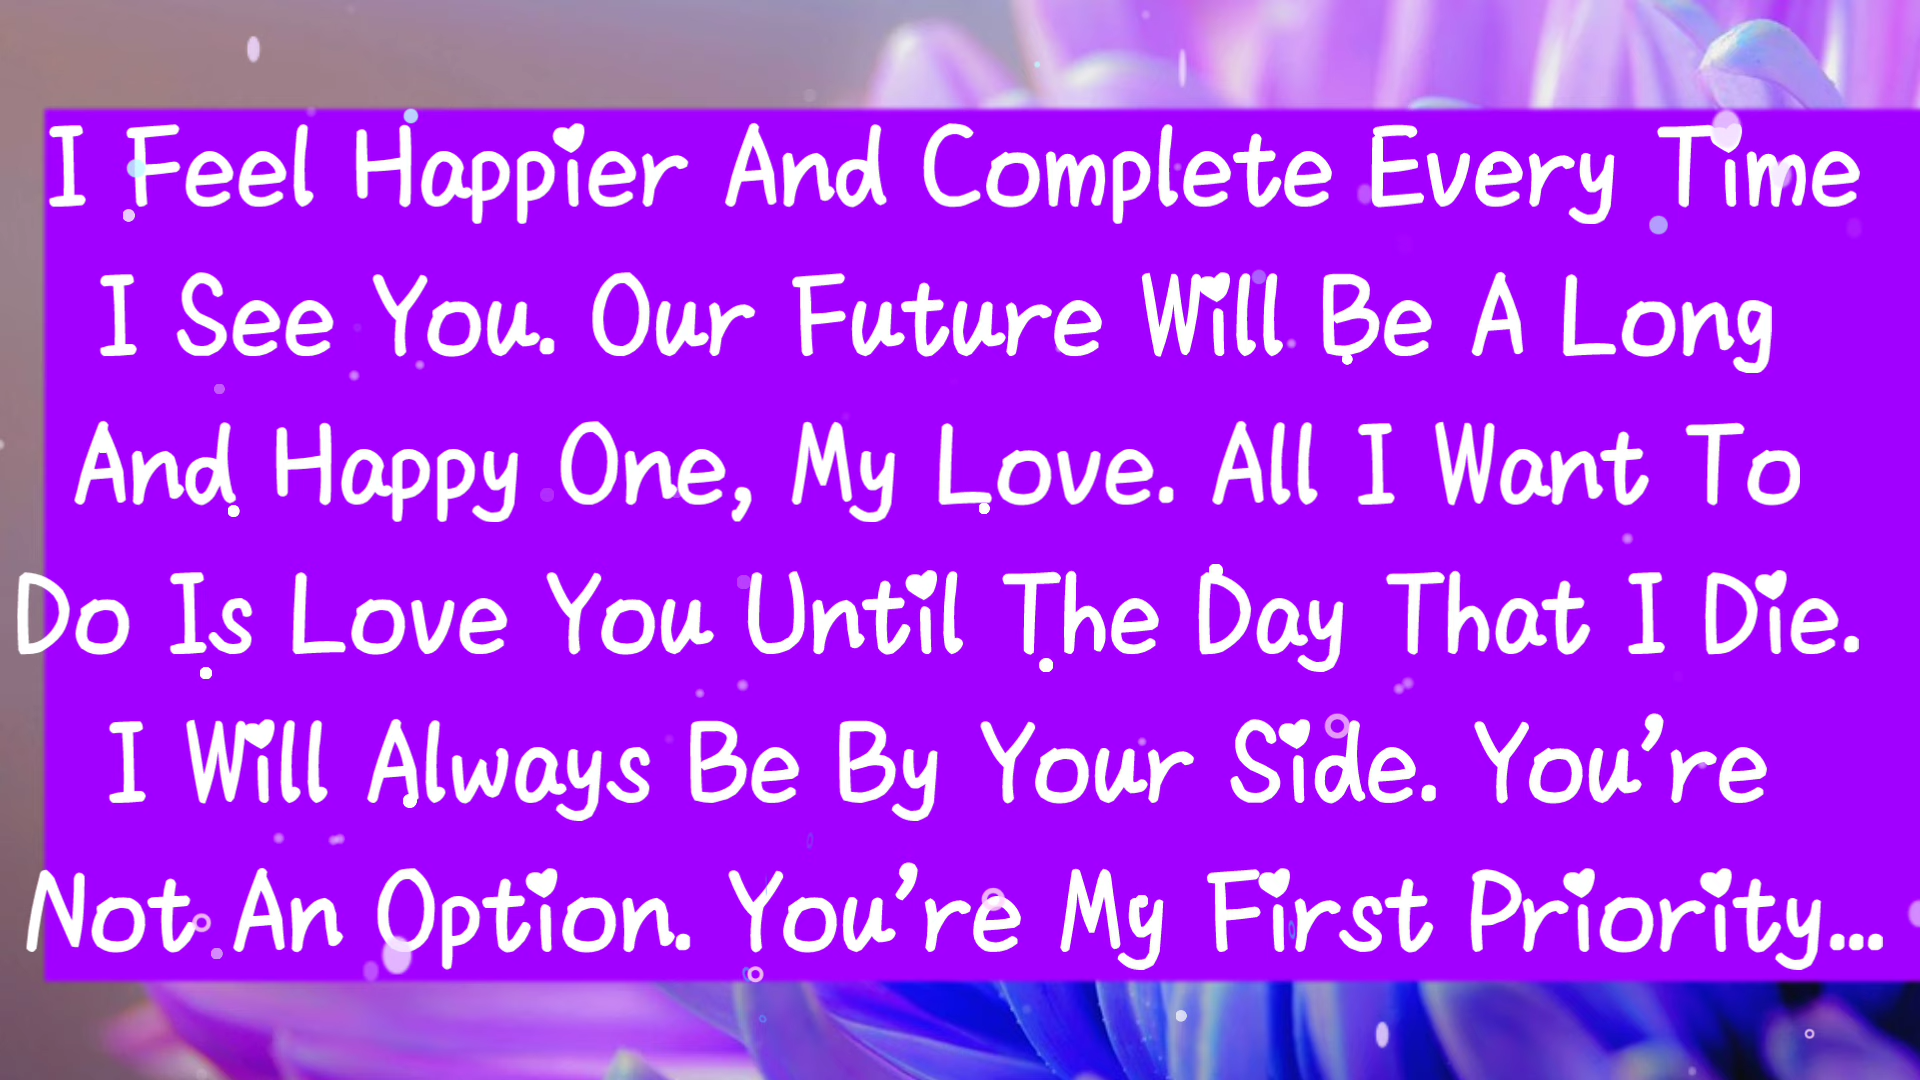 I Feel Happier And Complete Every Time
I See You. Our Future Will Be A Long
And Happy One, My Love. All I Want To
Do Is Love You Until The Day That I Die.
I Will Always Be By Your Side. You’re
Not An Option. You’re My First Priority...